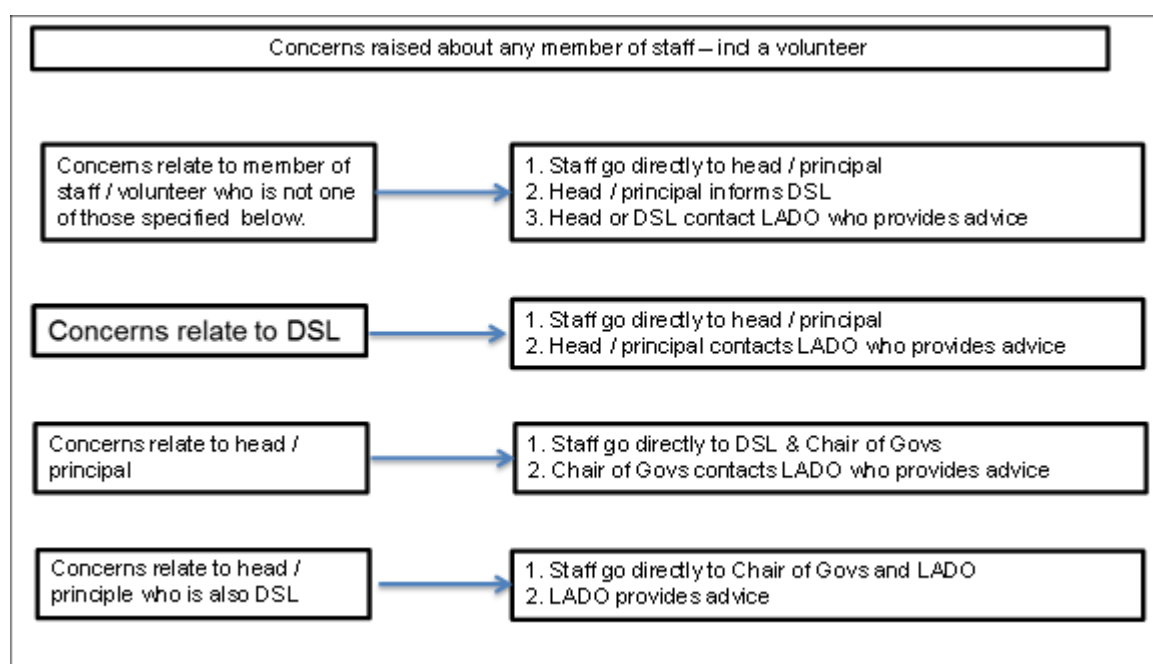 Concerns raised about any member of staff – incl a volunteer
Concerns relate to member of
staff / volunteer who is not one
of those specified below.
1. Staff go directly to head / principal
2. Head / principal informs DSL
3. Head or DSL contact LADO who provides advice
Concerns relate to DSL
1. Staff go directly to head / principal
2. Head / principal contacts LADO who provides advice
Concerns relate to head /
principal
1. Staff go directly to DSL & Chair of Govs
2. Chair of Govs contacts LADO who provides advice
Concerns relate to head /
principle who is also DSL
1. Staff go directly to Chair of Govs and LADO
2. LADO provides advice